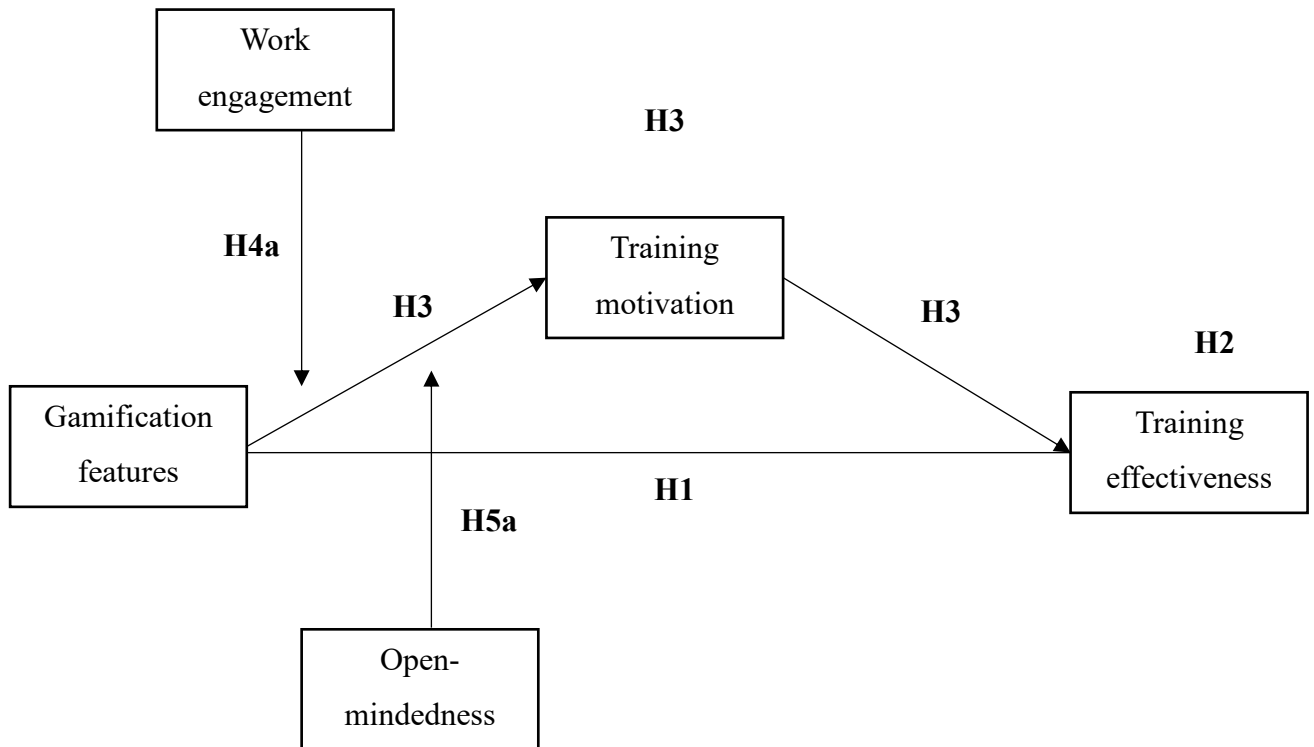 Work
engagement
H3
Training
motivation
H4a
H3
H3
H2
Gamification
features
Training
effectiveness
H1
H5a
Open-
mindedness